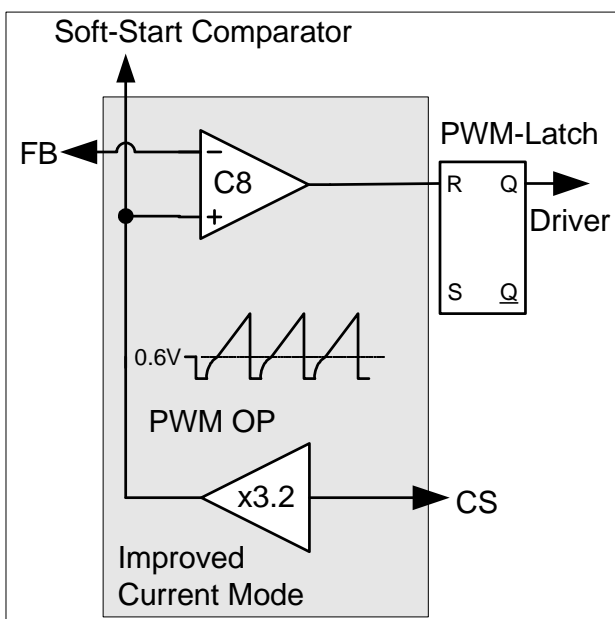 Soft-Start Comparator
FB
PWM-Latch
−
C8
+
R
Q
Driver
S
Q
0.6V
PWM OP
x3.2
CS
Improved
Current Mode